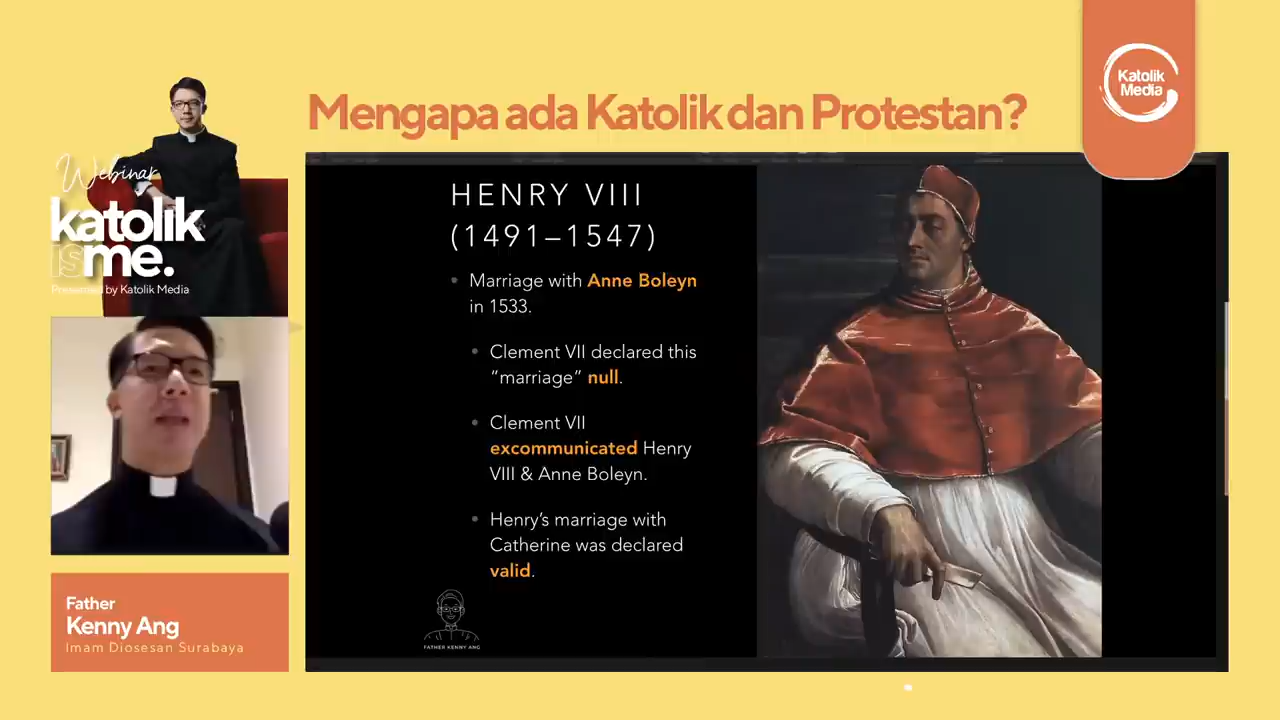 Mengapa ada Katolik dan Protestan?
Katolik
Media
Webinar
katolik
is me.
Presented by Katolik Media
HENRY VIII
(1491–1547)
• Marriage with Anne Boleyn
in 1533.
• Clement VII declared this
“marriage” null.
• Clement VII
excommunicated Henry
VIII & Anne Boleyn.
• Henry’s marriage with
Catherine was declared
valid.
FATHER KENNY ANG
Father
Kenny Ang
Imam Diosesan Surabaya